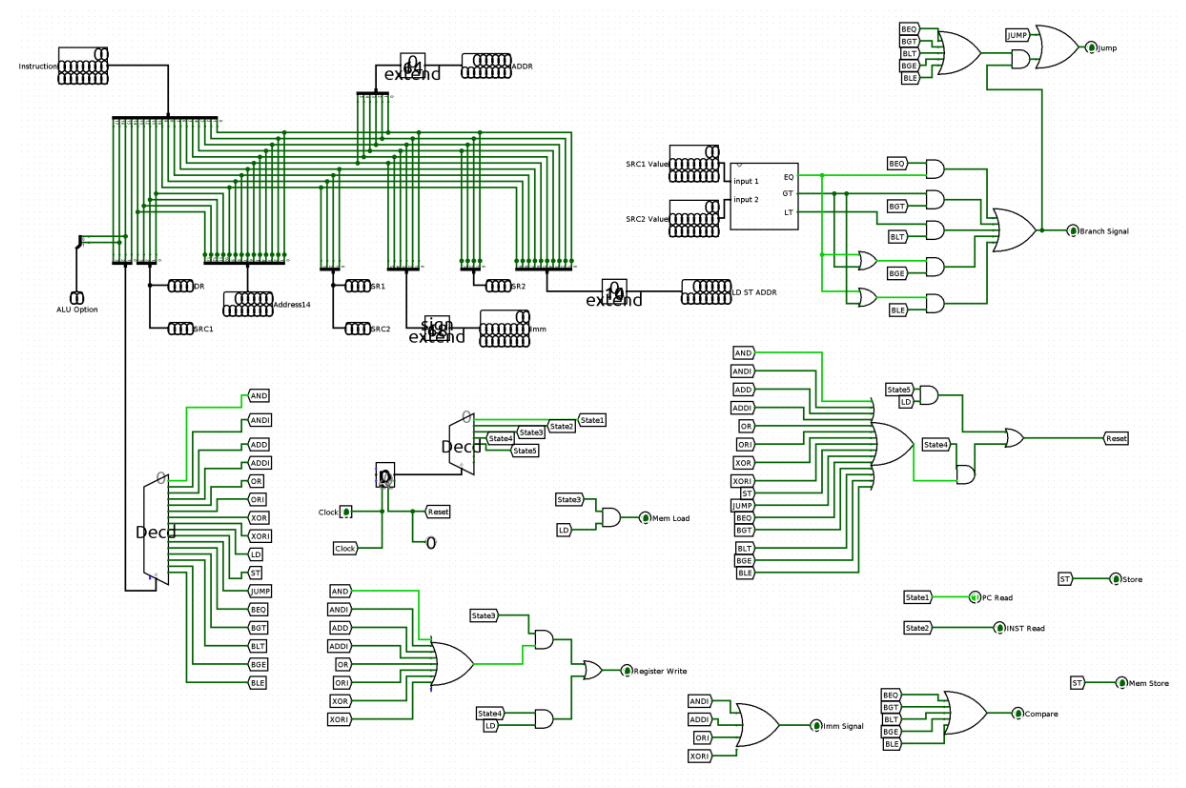 Instruction
extend
ADDR
BEQ
BGT
BLT
BGE
BLE
JUMP
Jump
SRC1 Value
SRC2 Value
input 1
input 2
EQ
GT
LT
BEQ
BGT
BLT
BGE
BLE
Branch Signal
ALU Option
DR
SRC1
Address14
SR1
SRC2
sign
extend
Imm
SR2
extend
LD ST ADDR
Decd
0
AND
ANDI
ADD
ADDI
OR
ORI
XOR
XORI
LD
ST
JUMP
BEQ
BGT
BLT
BGE
BLE
Decd
0
State1
State2
State3
State4
State5
Clock
Clock
0
Reset
0
State3
LD
Mem Load
AND
ANDI
ADD
ADDI
OR
ORI
XOR
XORI
State3
State4
LD
Register Write
AND
ANDI
ADD
ADDI
OR
ORI
XOR
XORI
ST
JUMP
BEQ
BGT
BLT
BGE
BLE
State5
LD
State4
Reset
ST
Store
State1
PC Read
State2
INST Read
ST
Mem Store
ANDI
ADDI
ORI
XORI
Imm Signal
BEQ
BGT
BLT
BGE
BLE
Compare